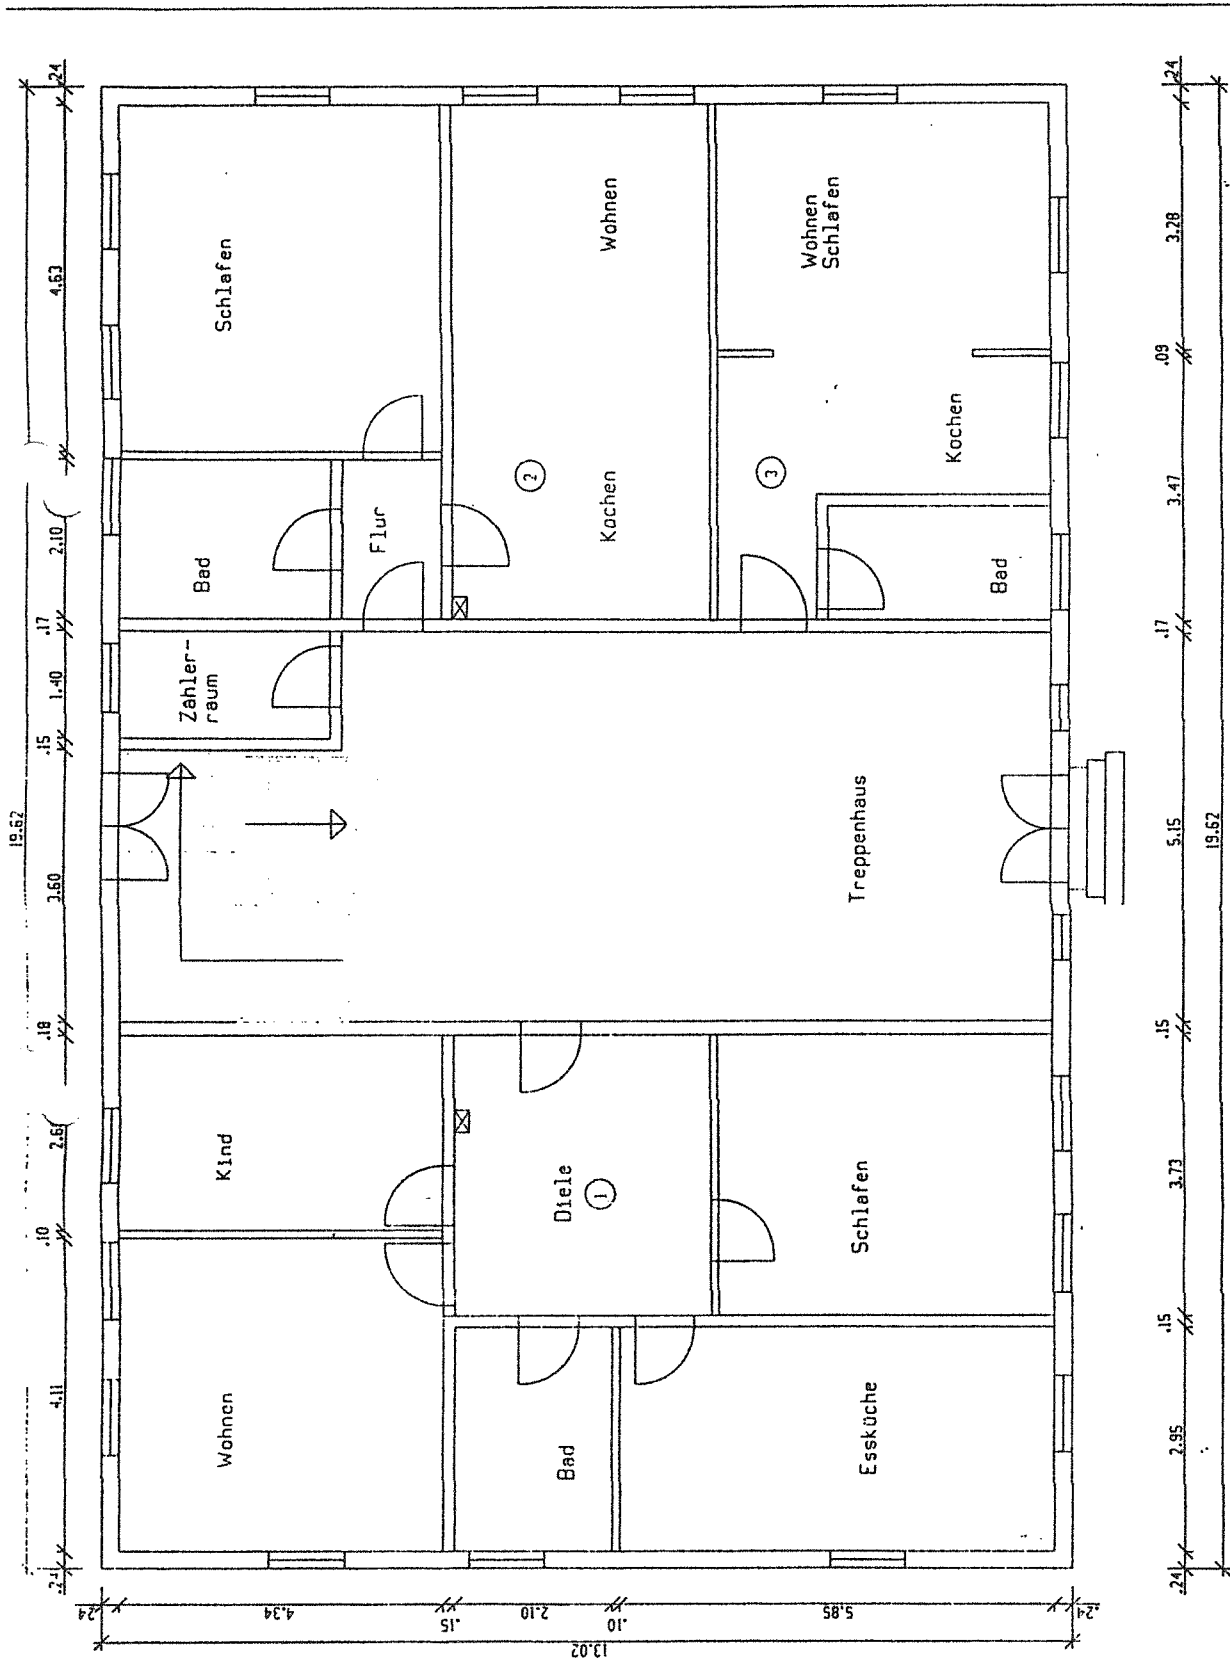 19.62
.24
4.63
2.10
.17
1.40
.15
3.60
.18
.10
4.11
.24
Schlafen
Bad
Flur
Zähler-
raum
Kind
Wohnen
Wohnen
Kochen
2
Diele
1
Bad
Wohnen
Schlafen
Kochen
3
Bad
Treppenhaus
Schlafen
Essküche
.24
3.28
.09
3.47
.17
5.15
.15
3.73
.15
2.95
.24
19.62
.24
4.34
.15
2.10
.10
5.85
.24
13.02